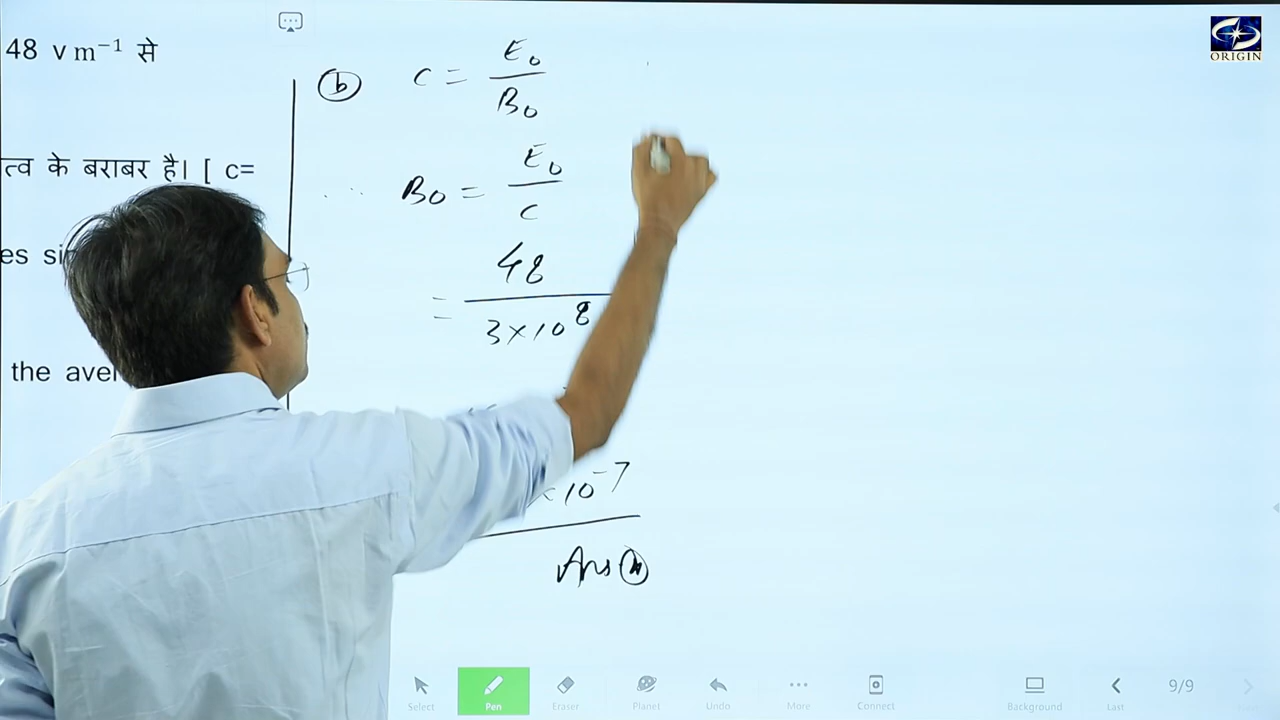 48 v m⁻¹ से
त्व के बराबर है। [ c=
es si
the ave
ⓑ C = E₀ / B₀
∴ B₀ = E₀ / C
= 48 / 3×10⁸
×10⁻⁷
Ans
ORIGIN
Select
Pen
Eraser
Planet
Undo
More
Connect
Background
Last
9/9